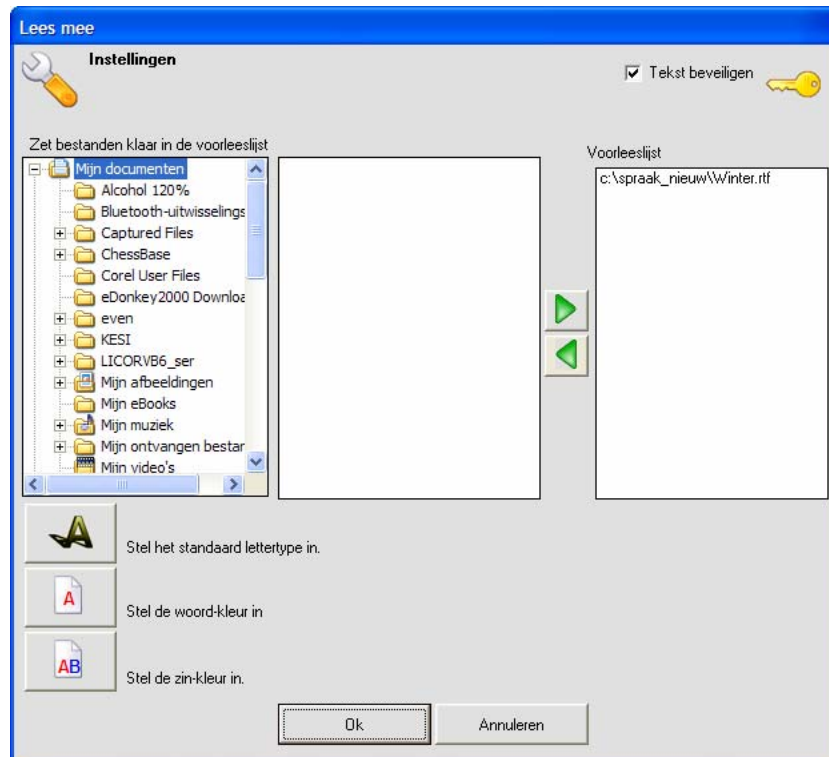 Lees mee
Instellingen
Tekst beveiligen
Zet bestanden klaar in de voorleeslijst
Voorleeslijst
Mijn documenten
Alcohol 120%
Bluetooth-uitwisselings
Captured Files
ChessBase
Corel User Files
eDonkey2000 Downloa
even
KESI
LICORVB6_ser
Mijn afbeeldingen
Mijn eBooks
Mijn muziek
Mijn ontvangen bestar
Mijn video's
c:\spraak_nieuw\Winter.rtf
A
Stel het standaard lettertype in.
A
Stel de woord-kleur in
AB
Stel de zin-kleur in.
Ok
Annuleren